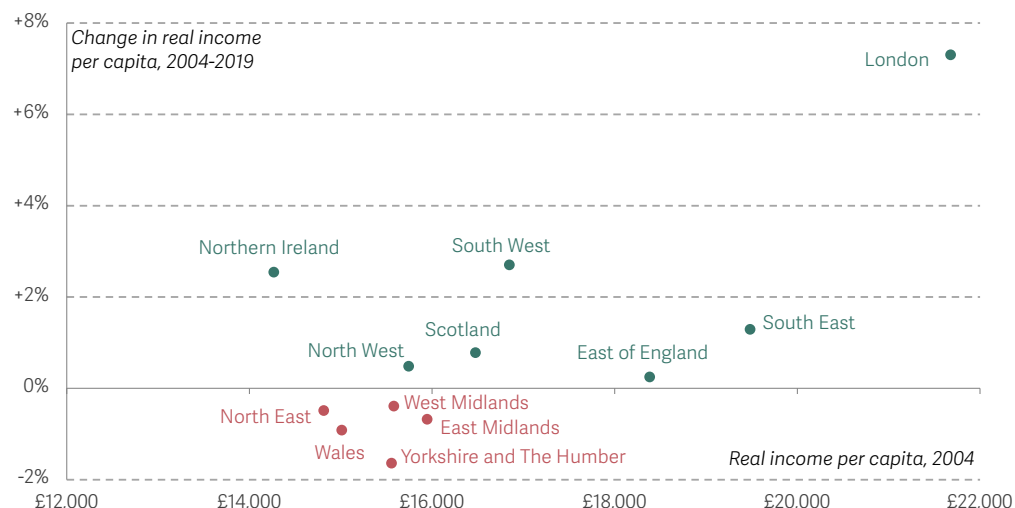 +8%
Change in real income
per capita, 2004-2019
London
+6%
+4%
Northern Ireland
South West
+2%
South East
Scotland
North West
East of England
0%
West Midlands
North East
East Midlands
Wales
Yorkshire and The Humber
Real income per capita, 2004
-2%
£12.000
£14.000
£16.000
£18.000
£20.000
£22.000